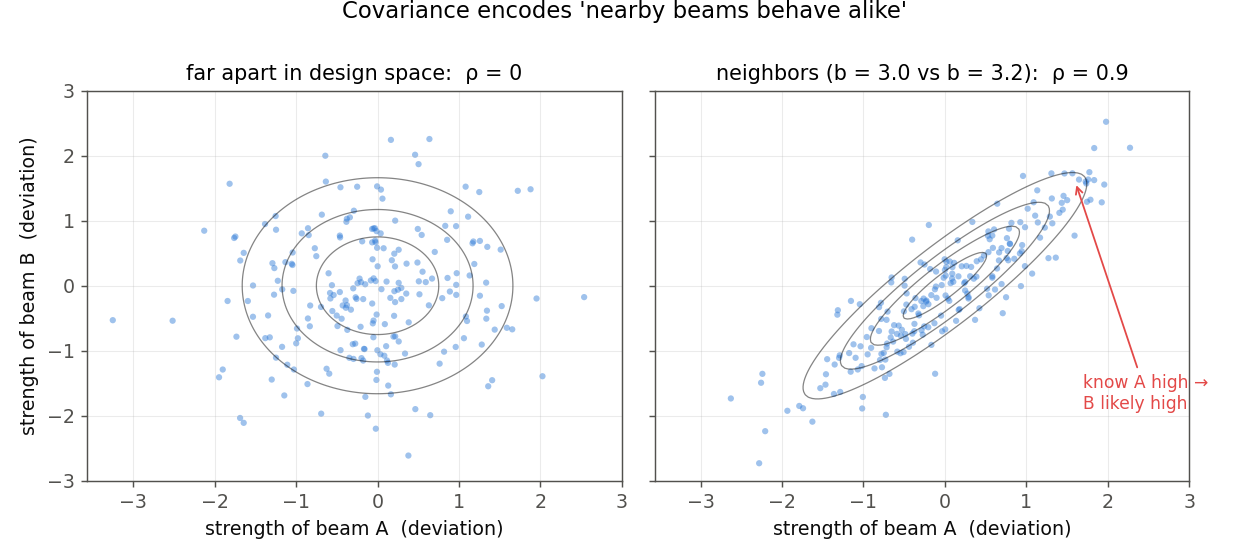 Covariance encodes 'nearby beams behave alike'
far apart in design space:  ρ = 0
neighbors (b = 3.0 vs b = 3.2):  ρ = 0.9
strength of beam B  (deviation)
3
2
1
0
−1
−2
−3
−3 −2 −1 0 1 2 3
−3 −2 −1 0 1 2 3
know A high →
B likely high
strength of beam A  (deviation)
strength of beam A  (deviation)